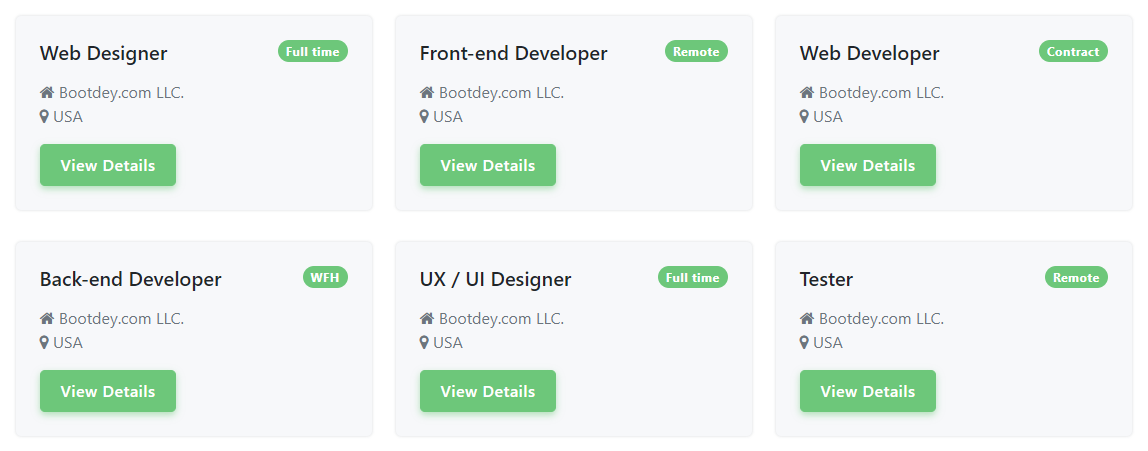 Web Designer
Full time
Bootdey.com LLC.
USA
View Details
Front-end Developer
Remote
Bootdey.com LLC.
USA
View Details
Web Developer
Contract
Bootdey.com LLC.
USA
View Details
Back-end Developer
WFH
Bootdey.com LLC.
USA
View Details
UX / UI Designer
Full time
Bootdey.com LLC.
USA
View Details
Tester
Remote
Bootdey.com LLC.
USA
View Details